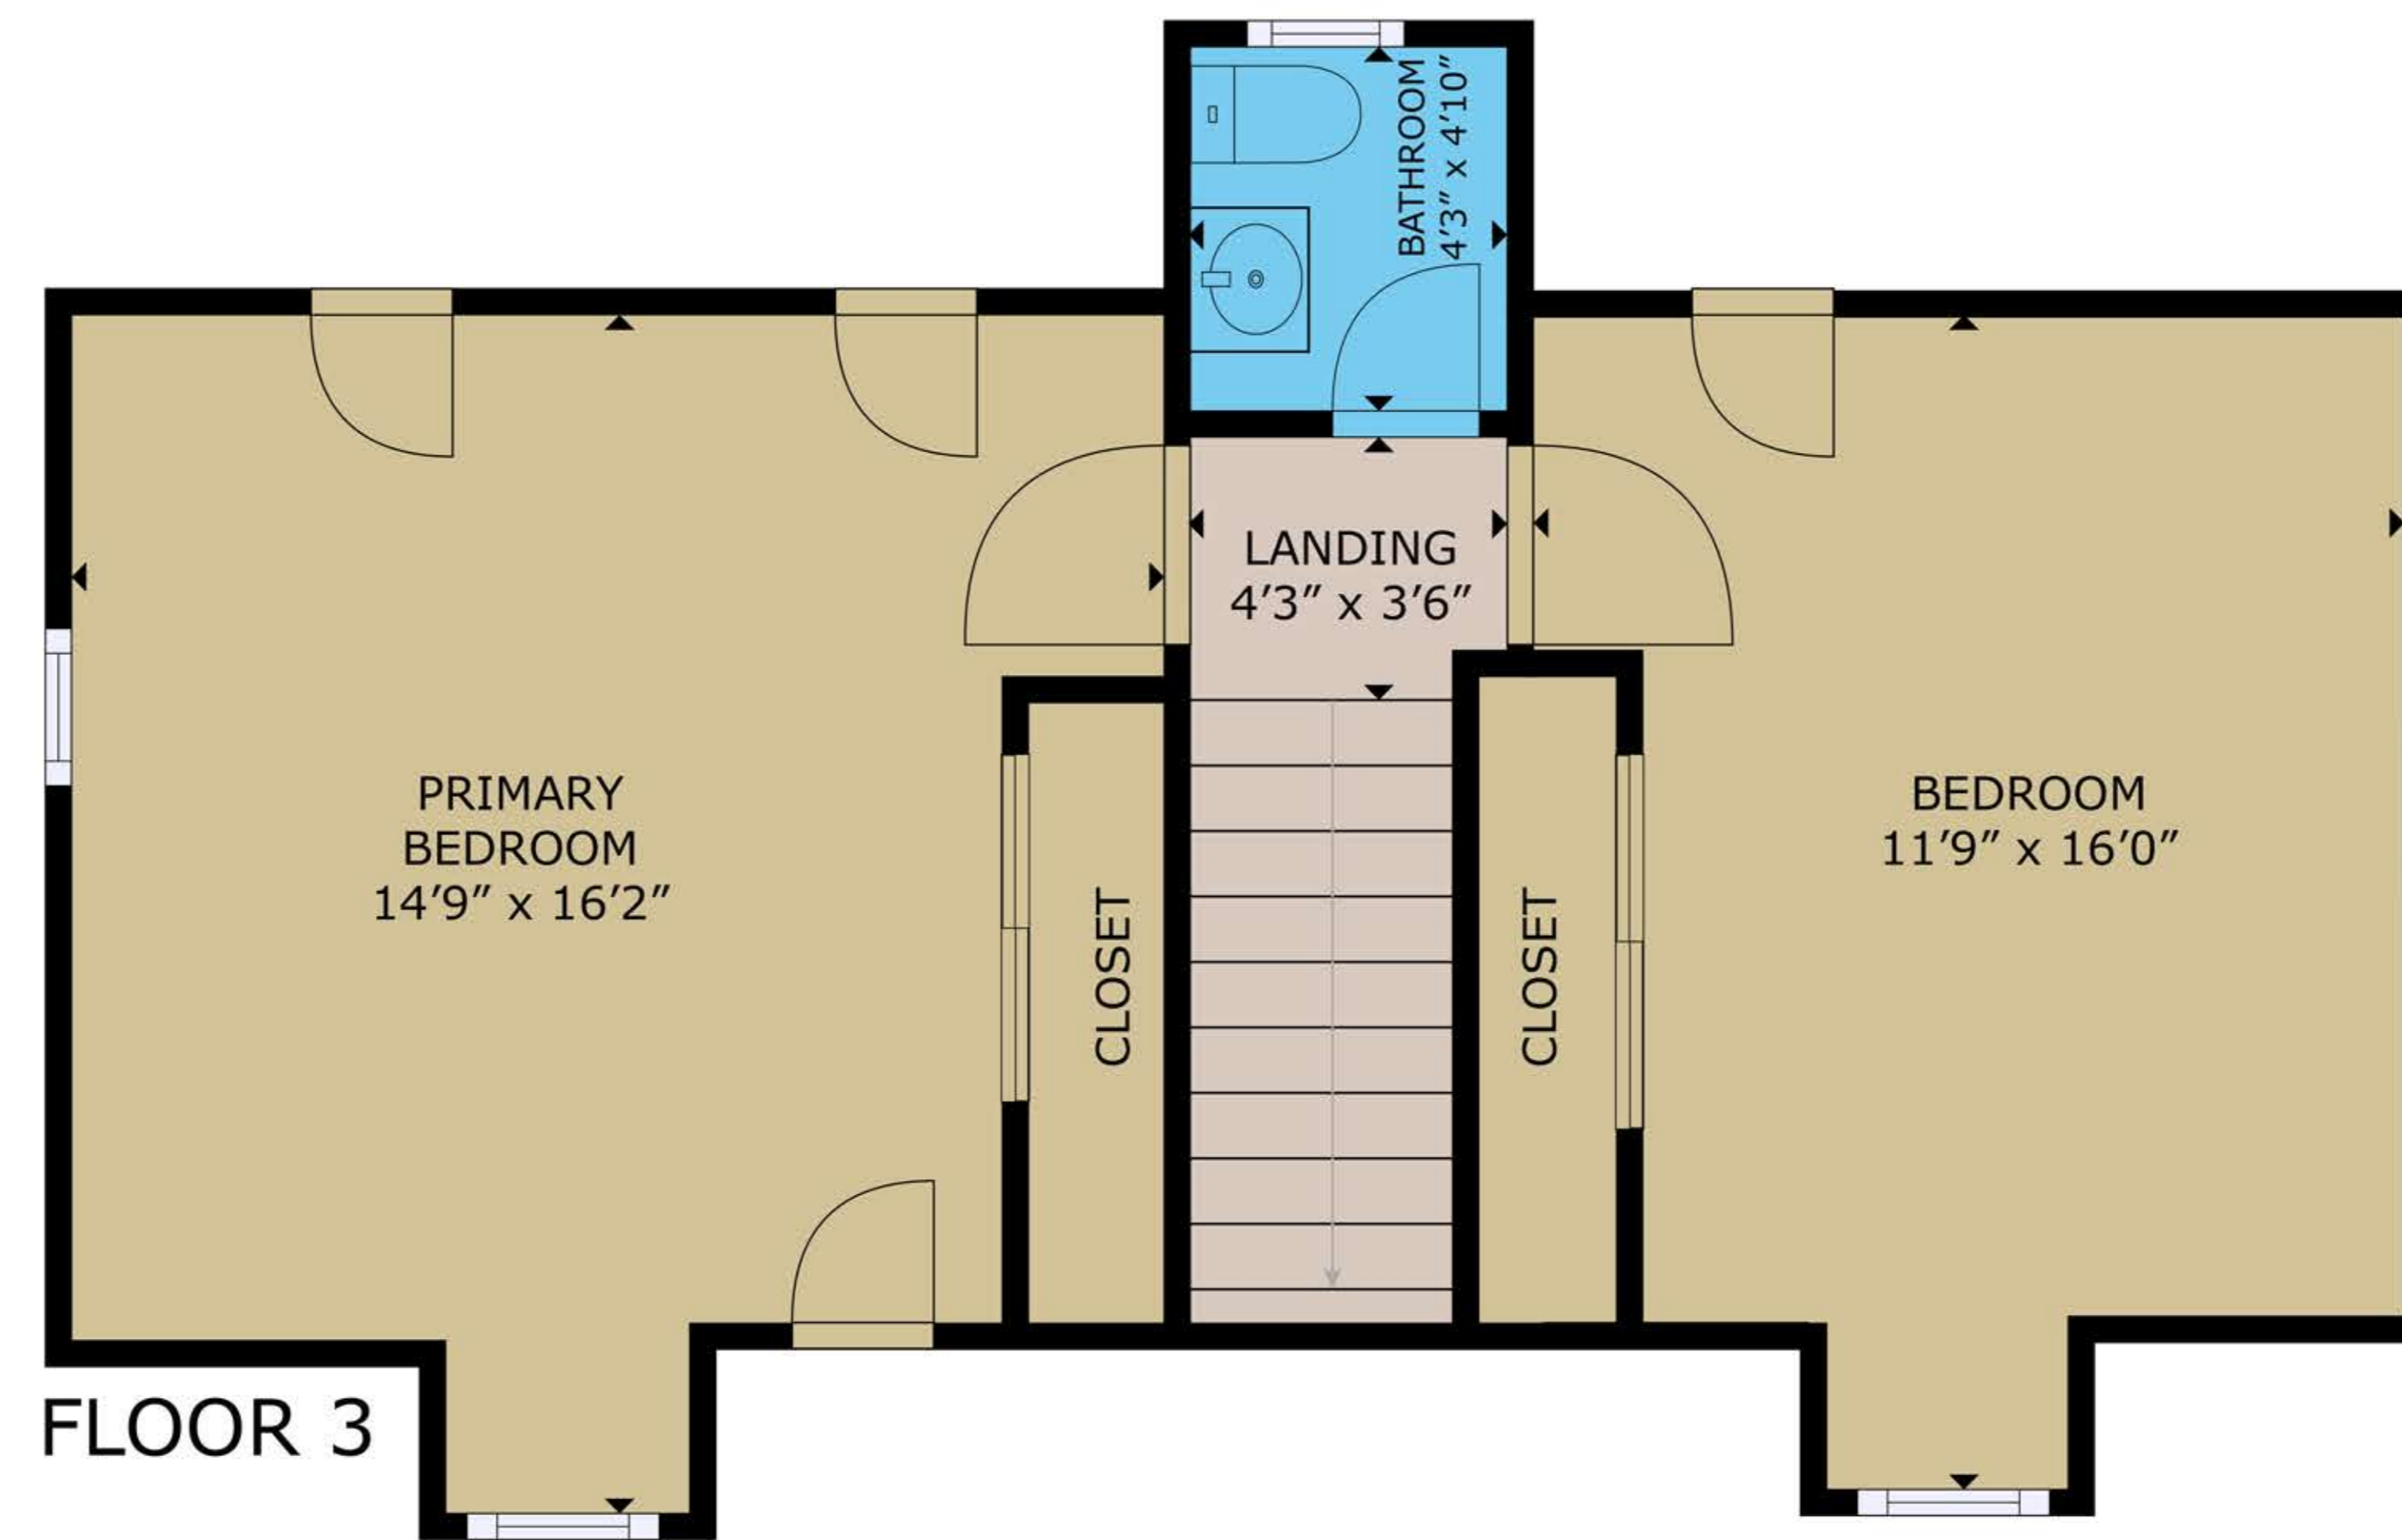 BATHROOM
4'3" x 4'10"
LANDING
4'3" x 3'6"
PRIMARY
BEDROOM
14'9" x 16'2"
CLOSET
CLOSET
BEDROOM
11'9" x 16'0"
FLOOR 3